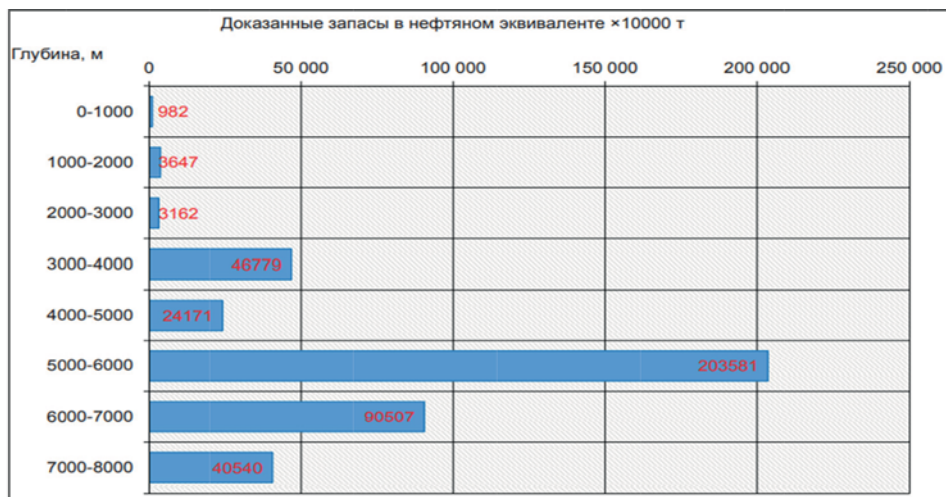 Доказанные запасы в нефтяном эквиваленте ×10000 т
Глубина, м
0 50 000 100 000 150 000 200 000 250 000
0-1000 982
1000-2000 3647
2000-3000 3162
3000-4000 46779
4000-5000 24171
5000-6000 203581
6000-7000 90507
7000-8000 40540